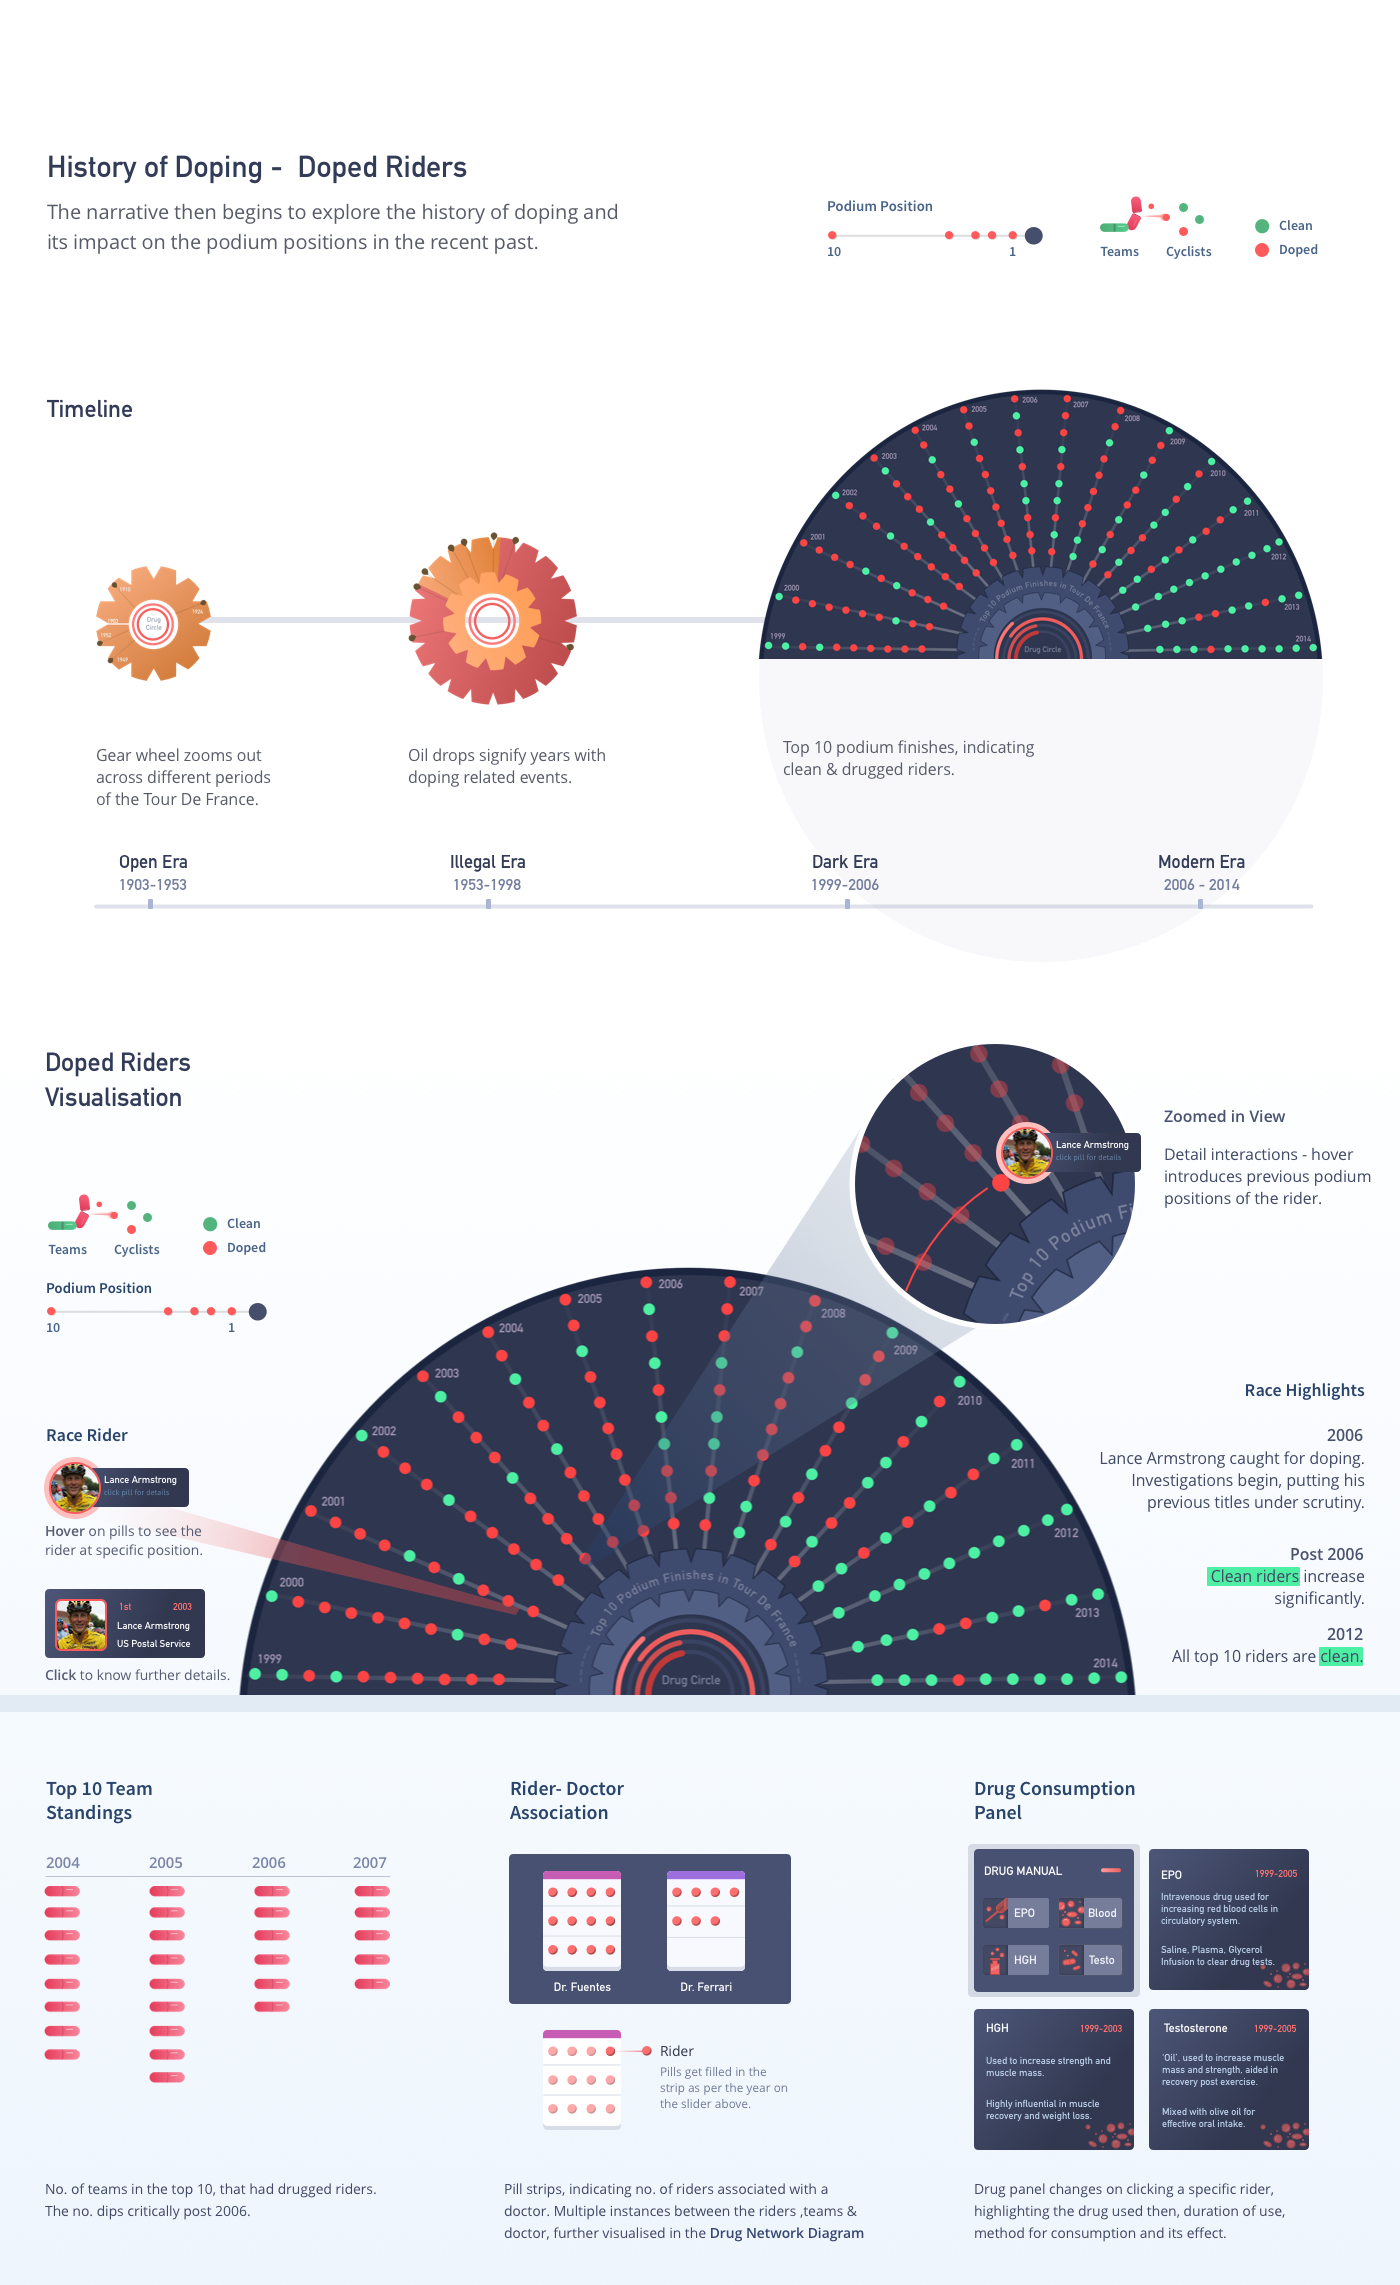 History of Doping - Doped Riders
The narrative then begins to explore the history of doping and
its impact on the podium positions in the recent past.
Podium Position
10
1
Teams
Cyclists
Clean
Doped
Timeline
1910
1903
1952
1967
1924
Drug
Circle
1999
2000
2001
2002
2003
2004
2005
2006
2007
2008
2009
2010
2011
2012
2013
2014
Top 10 Podium Finishes in Tour De France
Drug Circle
Gear wheel zooms out
across different periods
of the Tour De France.
Oil drops signify years with
doping related events.
Top 10 podium finishes, indicating
clean & drugged riders.
Open Era
1903-1953
Illegal Era
1953-1998
Dark Era
1999-2006
Modern Era
2006 - 2014
Doped Riders
Visualisation
Teams
Cyclists
Clean
Doped
Podium Position
10
1
Lance Armstrong
click pill for details
Top 10 Podium Fi
Zoomed in View
Detail interactions - hover
introduces previous podium
positions of the rider.
Race Rider
Lance Armstrong
click pill for details
Hover on pills to see the
rider at specific position.
1st
2003
Lance Armstrong
US Postal Service
Click to know further details.
1999
2000
2001
2002
2003
2004
2005
2006
2007
2008
2009
2010
2011
2012
2013
2014
Top 10 Podium Finishes in Tour De France
Drug Circle
Race Highlights
2006
Lance Armstrong caught for doping.
Investigations begin, putting his
previous titles under scrutiny.
Post 2006
Clean riders increase
significantly.
2012
All top 10 riders are clean.
Top 10 Team
Standings
2004
2005
2006
2007
No. of teams in the top 10, that had drugged riders.
The no. dips critically post 2006.
Rider- Doctor
Association
Dr. Fuentes
Dr. Ferrari
Rider
Pills get filled in the
strip as per the year on
the slider above.
Pill strips, indicating no. of riders associated with a
doctor. Multiple instances between the riders ,teams &
doctor, further visualised in the Drug Network Diagram
Drug Consumption
Panel
DRUG MANUAL
EPO
Blood
HGH
Testo
EPO
1999-2005
Intravenous drug used for
increasing red blood cells in
circulatory system.
Saline, Plasma, Glycerol
Infusion to clear drug tests.
HGH
1999-2003
Used to increase strength and
muscle mass.
Highly influential in muscle
recovery and weight loss.
Testosterone
1999-2005
'Oil', used to increase muscle
mass and strength, aided in
recovery post exercise.
Mixed with olive oil for
effective oral intake.
Drug panel changes on clicking a specific rider,
highlighting the drug used then, duration of use,
method for consumption and its effect.